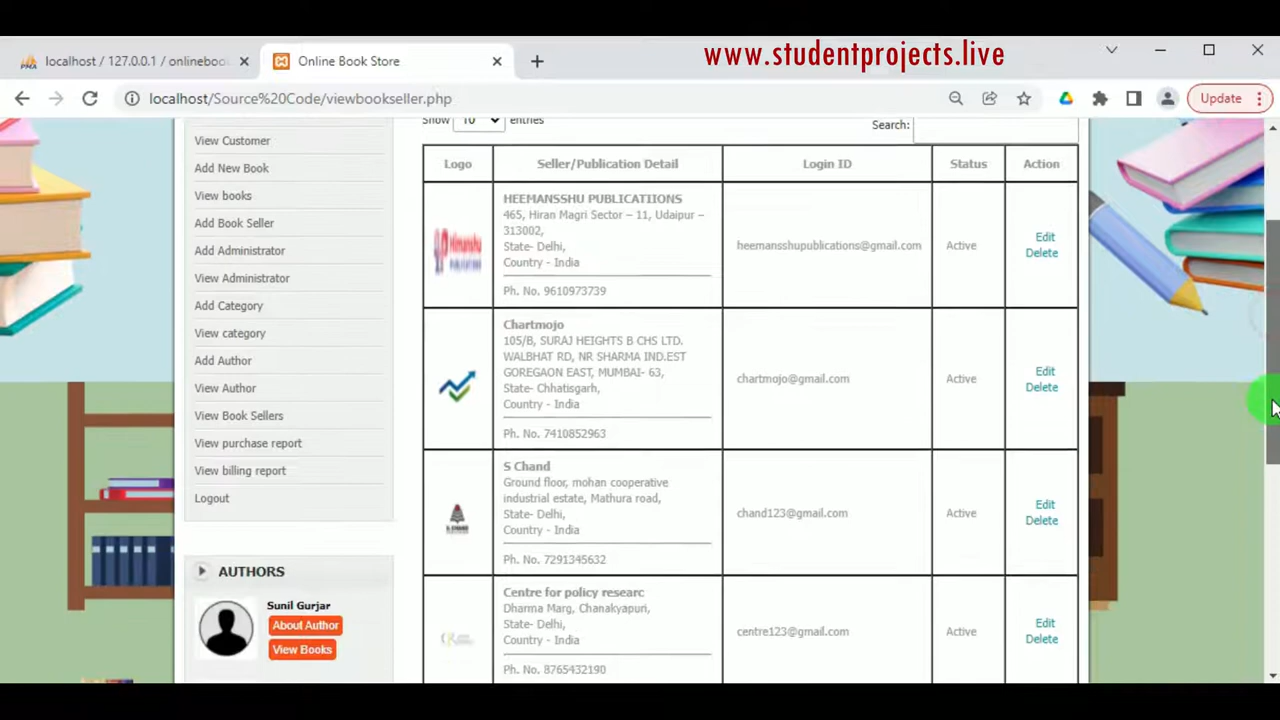 www.studentprojects.live
localhost / 127.0.0.1 / onlineboo
Online Book Store
localhost/Source%20Code/viewbookseller.php
Update
Show 10 entries
Search:
View Customer
Add New Book
View books
Add Book Seller
Add Administrator
View Administrator
Add Category
View category
Add Author
View Author
View Book Sellers
View purchase report
View billing report
Logout
AUTHORS
Sunil Gurjar
About Author
View Books
Logo Seller/Publication Detail Login ID Status Action
HEEMANSSHU PUBLICATIIONS
465, Hiran Magri Sector – 11, Udaipur –
313002,
State- Delhi,
Country - India
Ph. No. 9610973739
heemansshupublications@gmail.com
Active
Edit
Delete
Chartmojo
105/B, SURAJ HEIGHTS B CHS LTD.
WALBHAT RD, NR SHARMA IND.EST
GOREGAON EAST, MUMBAI- 63,
State- Chhatisgarh,
Country - India
Ph. No. 7410852963
chartmojo@gmail.com
Active
Edit
Delete
S Chand
Ground floor, mohan cooperative
industrial estate, Mathura road,
State- Delhi,
Country - India
Ph. No. 7291345632
chand123@gmail.com
Active
Edit
Delete
Centre for policy researc
Dharma Marg, Chanakyapuri,
State- Delhi,
Country - India
Ph. No. 8765432190
centre123@gmail.com
Active
Edit
Delete